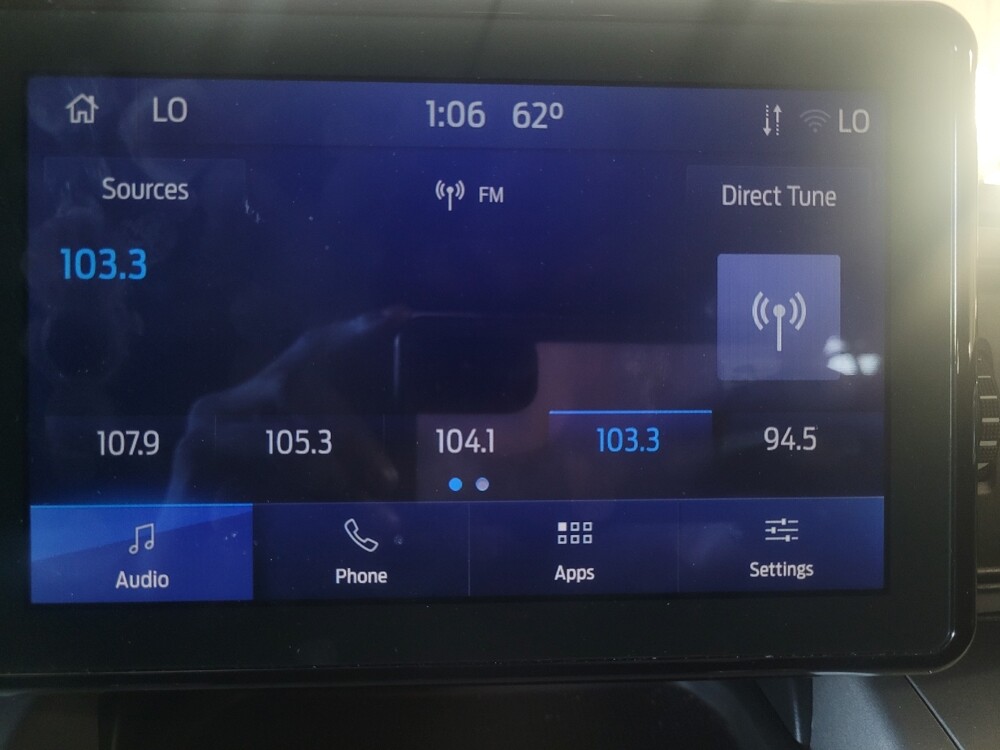 LO 1:06 62º LO
Sources FM Direct Tune
103.3
107.9 105.3 104.1 103.3 94.5
Audio Phone Apps Settings